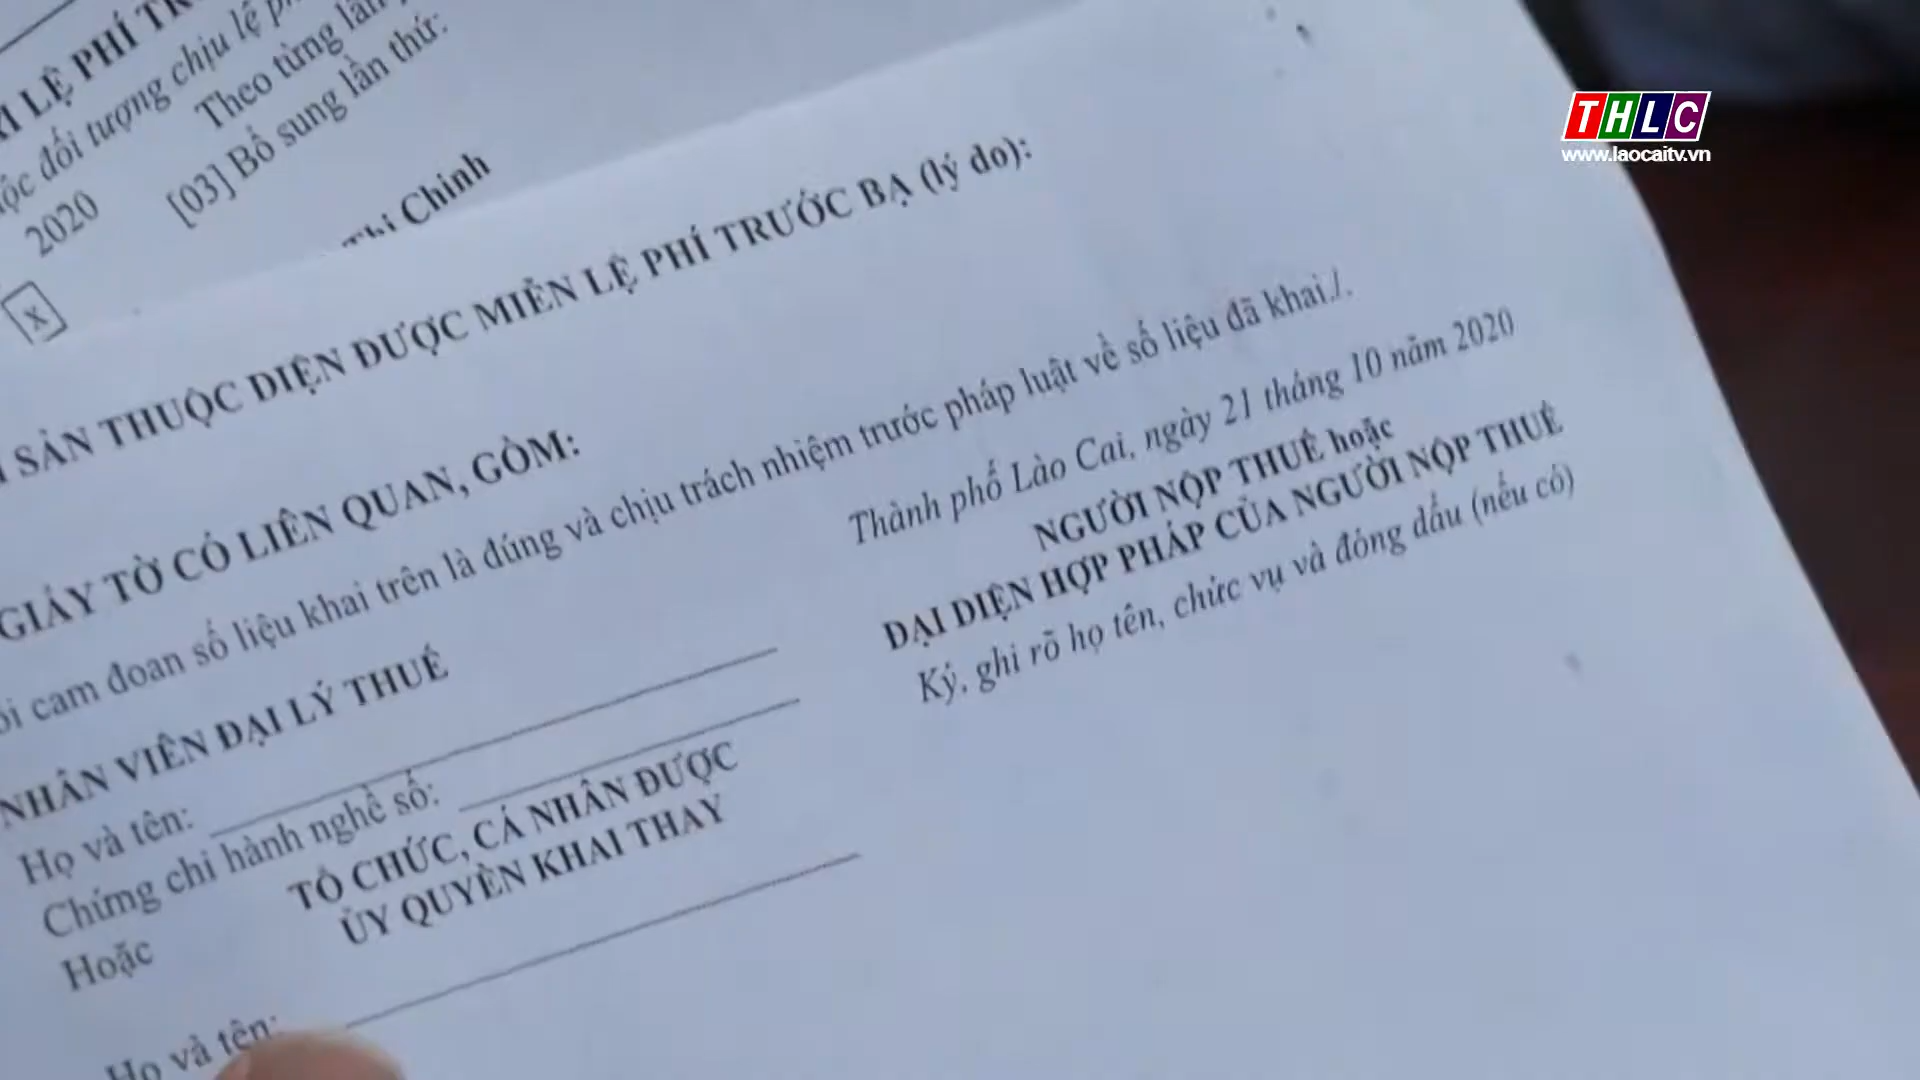 LỆ PHÍ
đối tượng chịu lệ
Theo từng lần
2020
[03] Bổ sung lần thứ:
Thị Chinh
X
THLC
www.laocaitv.vn
SẢN THUỘC DIỆN ĐƯỢC MIỄN LỆ PHÍ TRƯỚC BẠ (lý do):
GIẤY TỜ CÓ LIÊN QUAN, GỒM:
cam đoan số liệu khai trên là đúng và chịu trách nhiệm trước pháp luật về số liệu đã khai./.
Thành phố Lào Cai, ngày 21 tháng 10 năm 2020
NHÂN VIÊN ĐẠI LÝ THUẾ
NGƯỜI NỘP THUẾ hoặc
ĐẠI DIỆN HỢP PHÁP CỦA NGƯỜI NỘP THUẾ
Ký, ghi rõ họ tên, chức vụ và đóng dấu (nếu có)
Họ và tên:
Chứng chỉ hành nghề số:
Hoặc
TỔ CHỨC, CÁ NHÂN ĐƯỢC
ỦY QUYỀN KHAI THAY
Họ và tên: